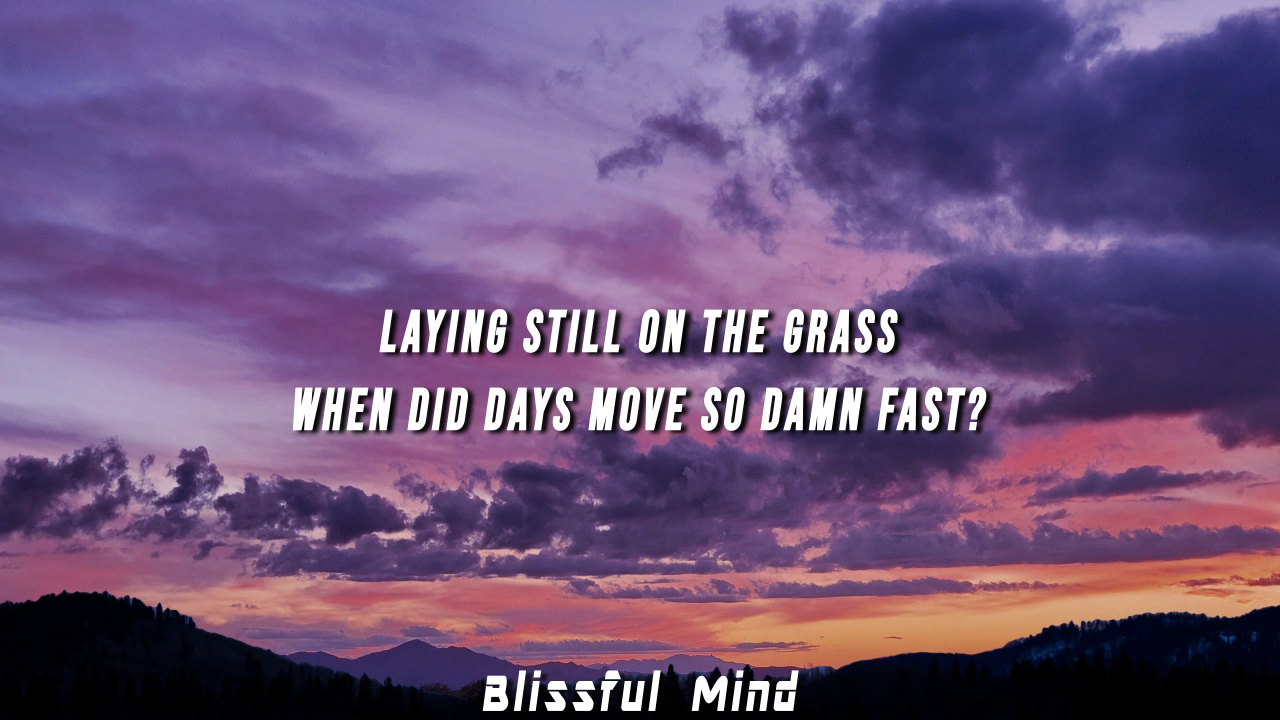 LAYING STILL ON THE GRASS
WHEN DID DAYS MOVE SO DAMN FAST?
Blissful Mind